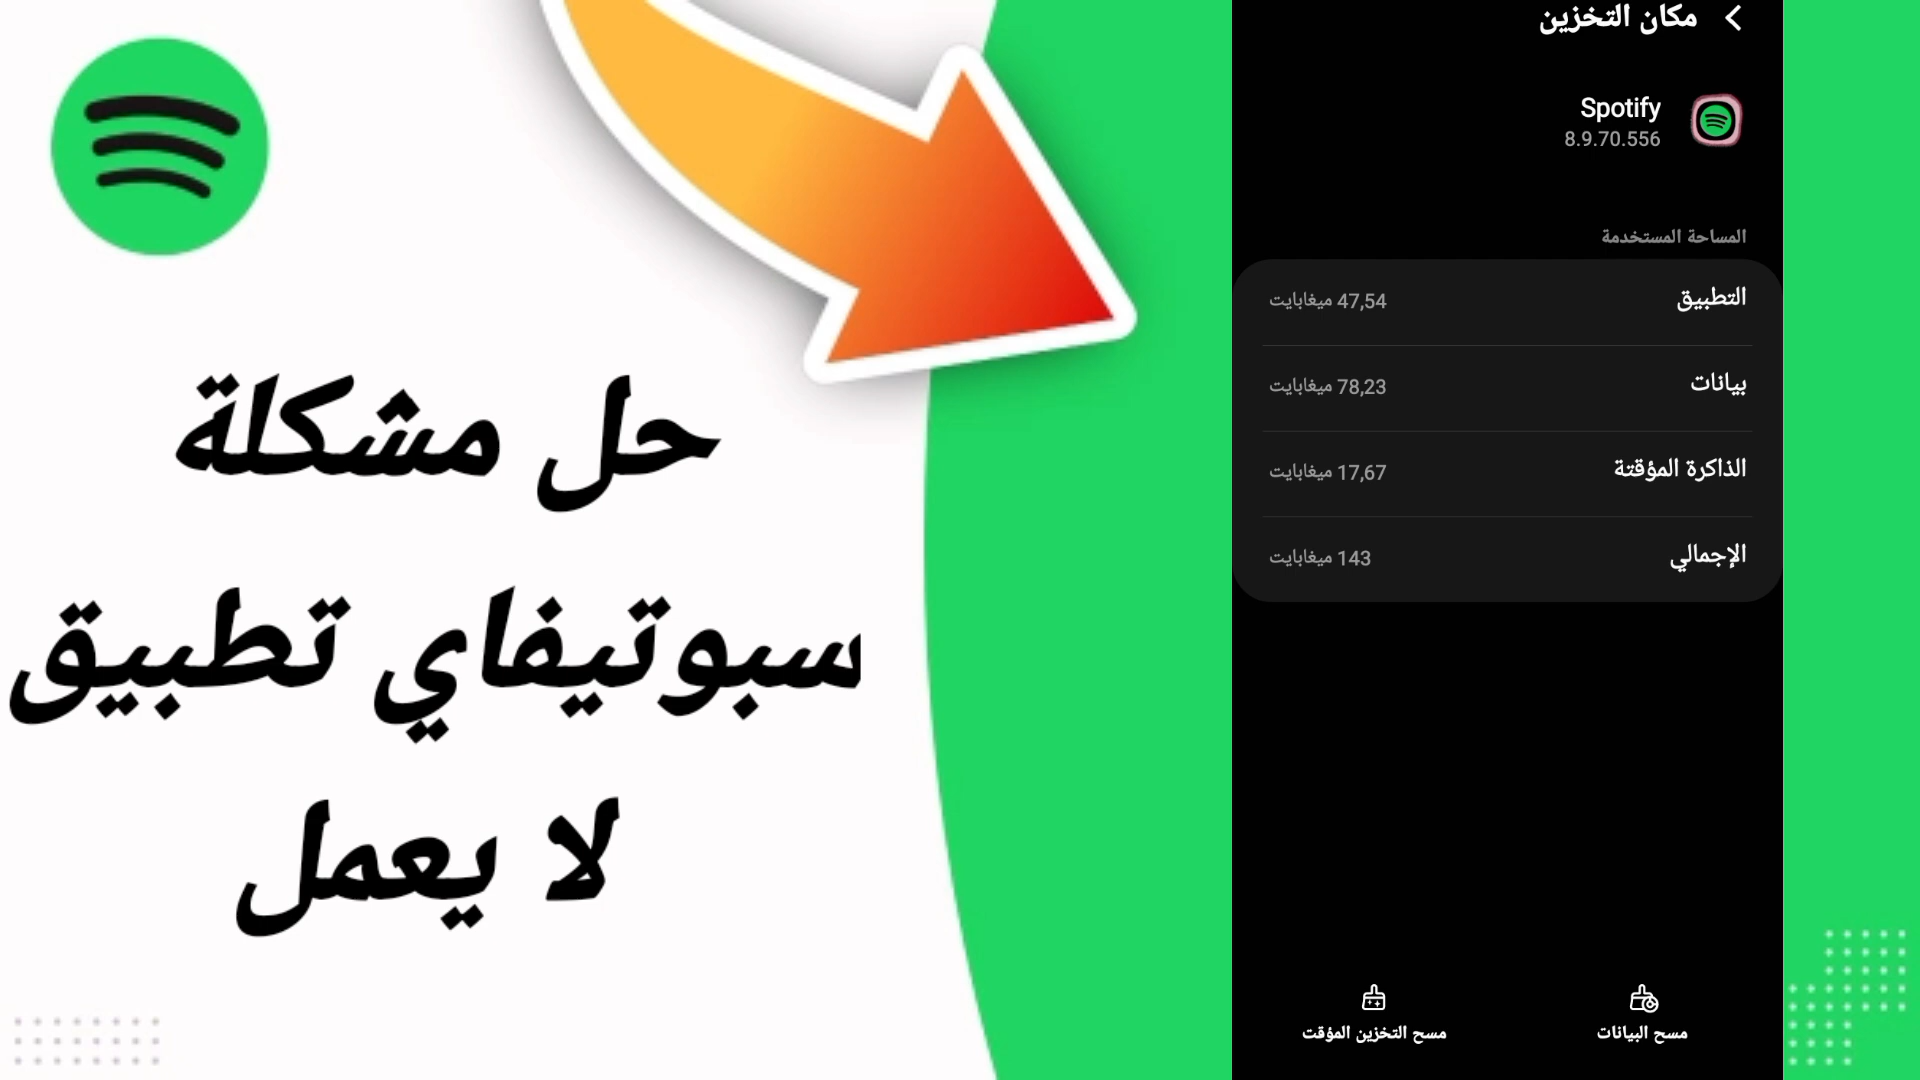 حل مشكلة
سبوتيفاي تطبيق
لا يعمل
مكان التخزين
Spotify
8.9.70.556
المساحة المستخدمة
التطبيق
47,54 ميغابايت
بيانات
78,23 ميغابايت
الذاكرة المؤقتة
17,67 ميغابايت
الإجمالي
143 ميغابايت
مسح البيانات
مسح التخزين المؤقت